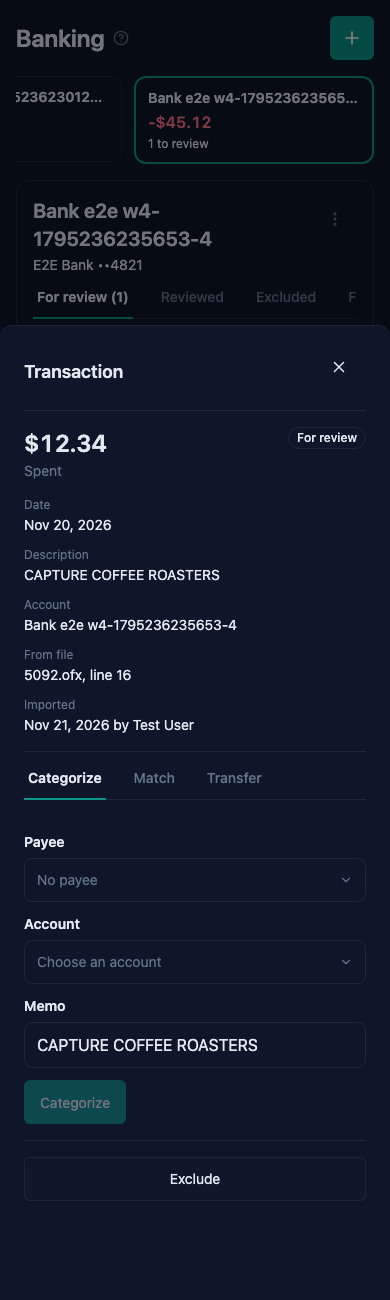 Banking
523623012...
Bank e2e w4-179523623565...
-$45.12
1 to review
Bank e2e w4-
1795236235653-4
E2E Bank ••4821
For review (1)
Reviewed
Excluded
F
Transaction
$12.34
For review
Spent
Date
Nov 20, 2026
Description
CAPTURE COFFEE ROASTERS
Account
Bank e2e w4-1795236235653-4
From file
5092.ofx, line 16
Imported
Nov 21, 2026 by Test User
Categorize
Match
Transfer
Payee
No payee
Account
Choose an account
Memo
CAPTURE COFFEE ROASTERS
Categorize
Exclude